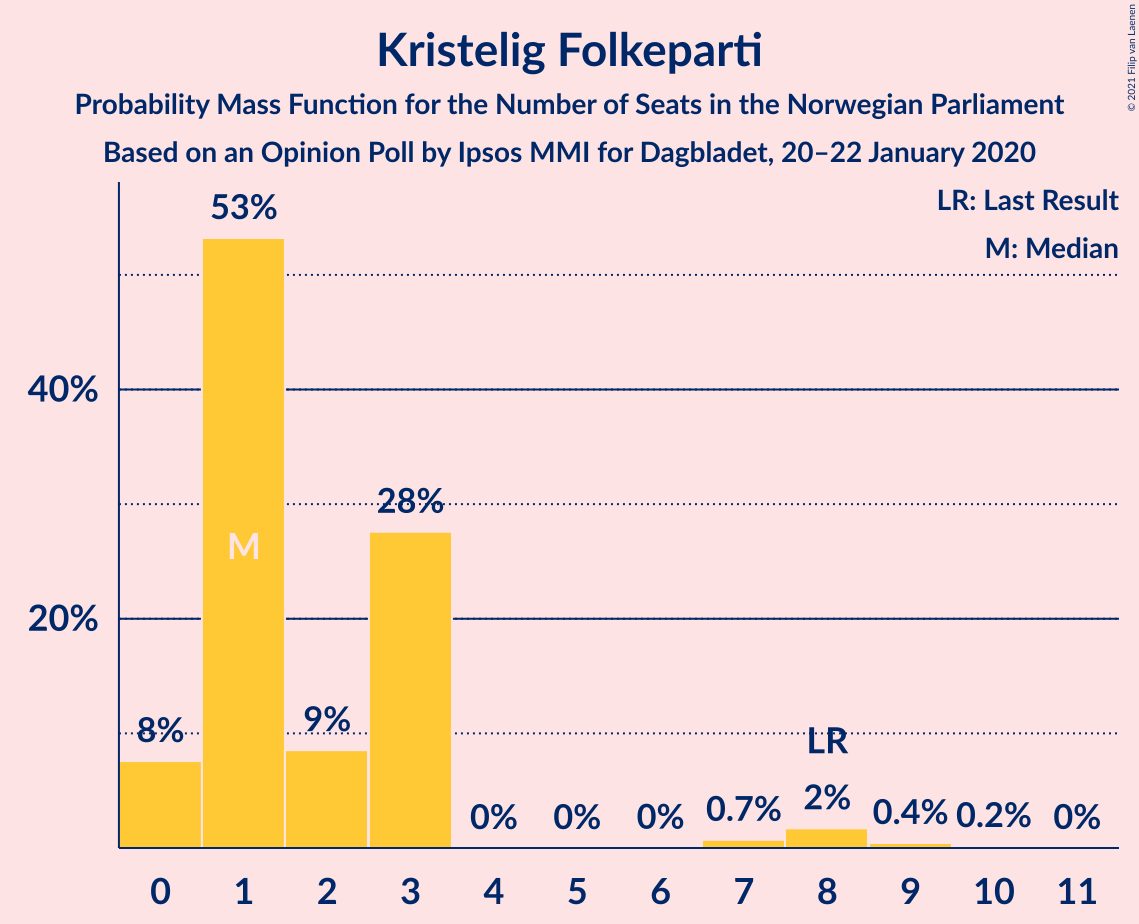 Kristelig Folkeparti
Probability Mass Function for the Number of Seats in the Norwegian Parliament
Based on an Opinion Poll by Ipsos MMI for Dagbladet, 20–22 January 2020
© 2021 Filip van Laenen
LR: Last Result
M: Median
53%
40%
28%
M
20%
8%
9%
LR
0%
0%
0%
0.7%
2%
0.4%
0.2%
0%
0 1 2 3 4 5 6 7 8 9 10 11